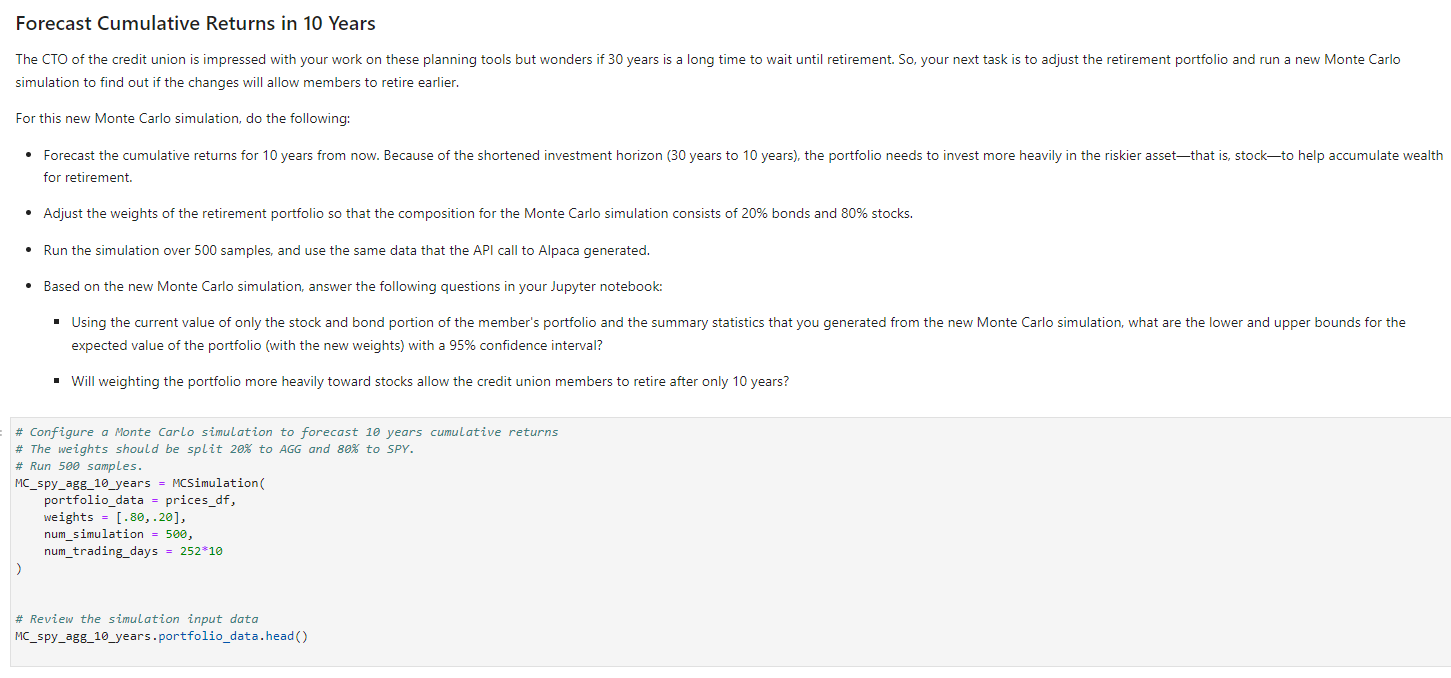 Forecast Cumulative Returns in 10 Years
The CTO of the credit union is impressed with your work on these planning tools but wonders if 30 years is a long time to wait until retirement. So, your next task is to adjust the retirement portfolio and run a new Monte Carlo
simulation to find out if the changes will allow members to retire earlier.
For this new Monte Carlo simulation, do the following:
• Forecast the cumulative returns for 10 years from now. Because of the shortened investment horizon (30 years to 10 years), the portfolio needs to invest more heavily in the riskier asset—that is, stock—to help accumulate wealth
for retirement.
• Adjust the weights of the retirement portfolio so that the composition for the Monte Carlo simulation consists of 20% bonds and 80% stocks.
• Run the simulation over 500 samples, and use the same data that the API call to Alpaca generated.
• Based on the new Monte Carlo simulation, answer the following questions in your Jupyter notebook:
▪ Using the current value of only the stock and bond portion of the member's portfolio and the summary statistics that you generated from the new Monte Carlo simulation, what are the lower and upper bounds for the
expected value of the portfolio (with the new weights) with a 95% confidence interval?
▪ Will weighting the portfolio more heavily toward stocks allow the credit union members to retire after only 10 years?
# Configure a Monte Carlo simulation to forecast 10 years cumulative returns
# The weights should be split 20% to AGG and 80% to SPY.
# Run 500 samples.
MC_spy_agg_10_years = MCSimulation(
    portfolio_data = prices_df,
    weights = [.80,.20],
    num_simulation = 500,
    num_trading_days = 252*10
)
# Review the simulation input data
MC_spy_agg_10_years.portfolio_data.head()